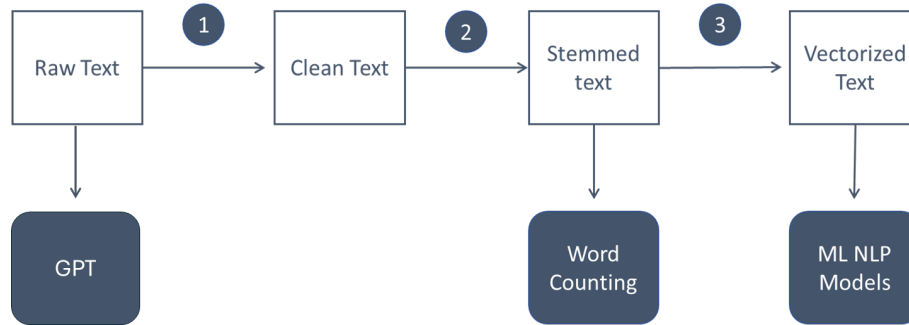 1
2
3
Raw Text
Clean Text
Stemmed
text
Vectorized
Text
GPT
Word
Counting
ML NLP
Models